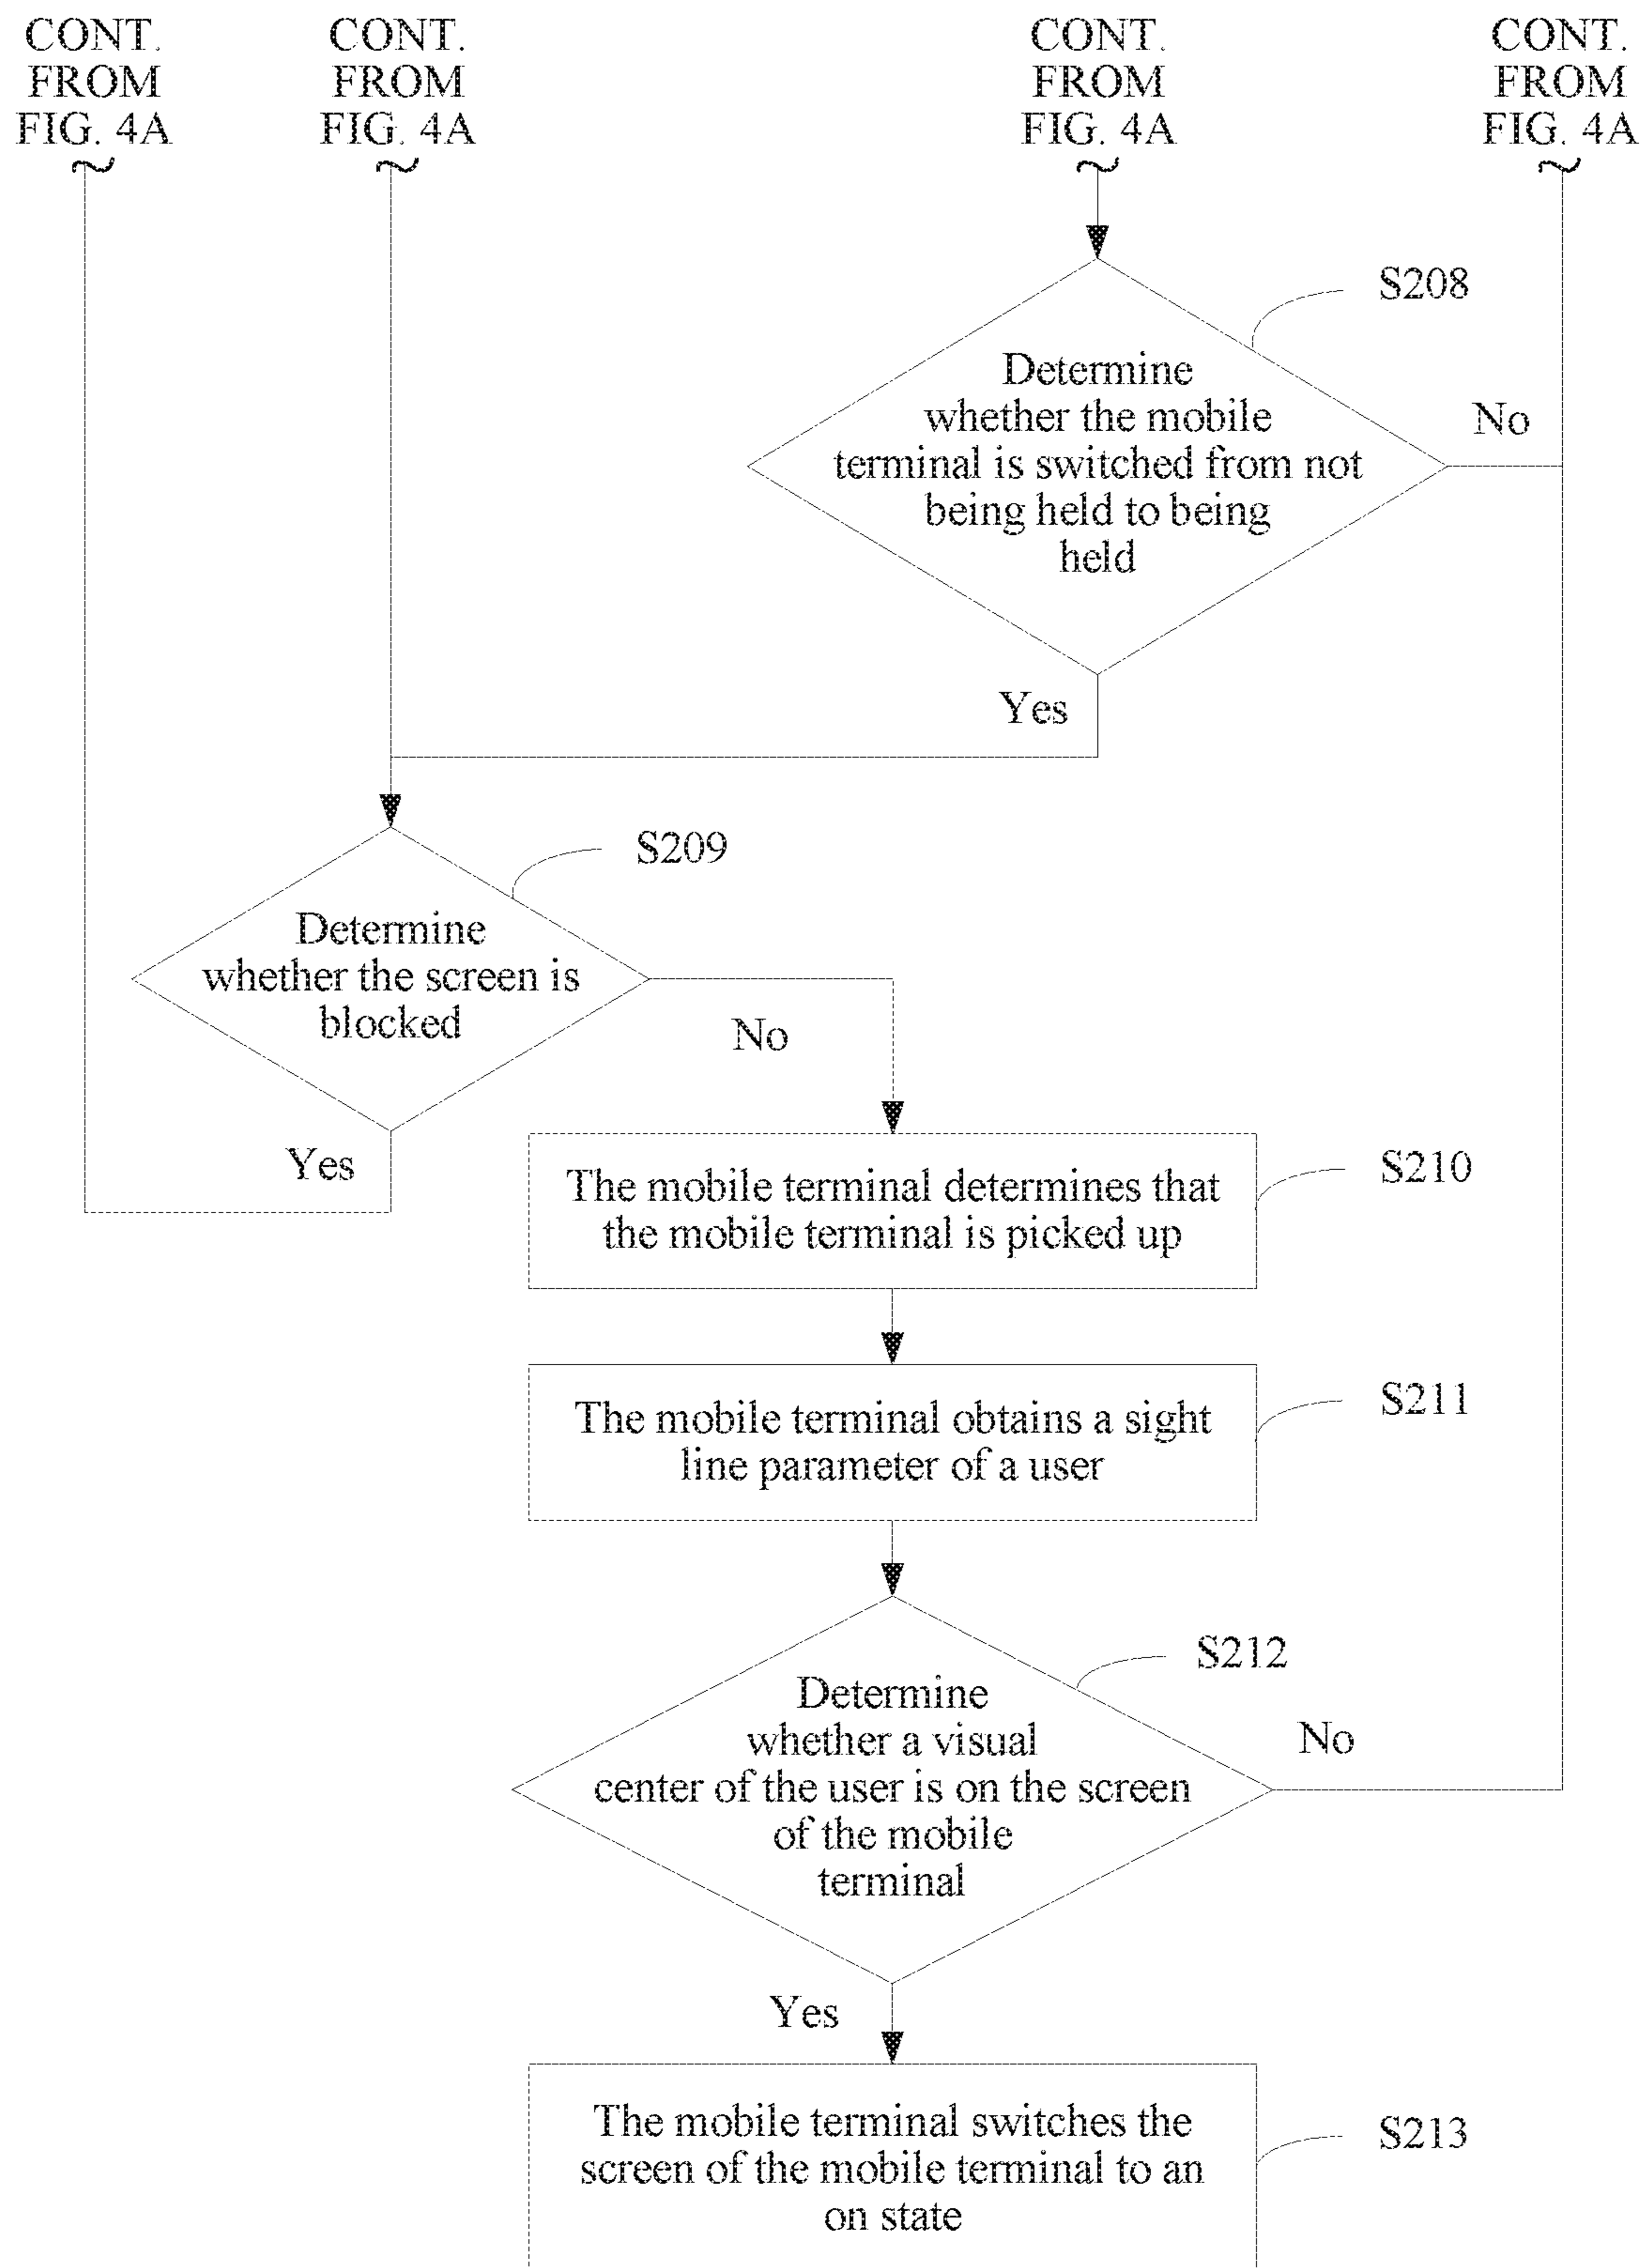 CONT.
FROM
FIG. 4A
CONT.
FROM
FIG. 4A
CONT.
FROM
FIG. 4A
CONT.
FROM
FIG. 4A
S208
Determine
whether the mobile
terminal is switched from not
being held to being
held
No
Yes
S209
Determine
whether the screen is
blocked
No
Yes
S210
The mobile terminal determines that
the mobile terminal is picked up
S211
The mobile terminal obtains a sight
line parameter of a user
S212
Determine
whether a visual
center of the user is on the screen
of the mobile
terminal
No
Yes
S213
The mobile terminal switches the
screen of the mobile terminal to an
on state